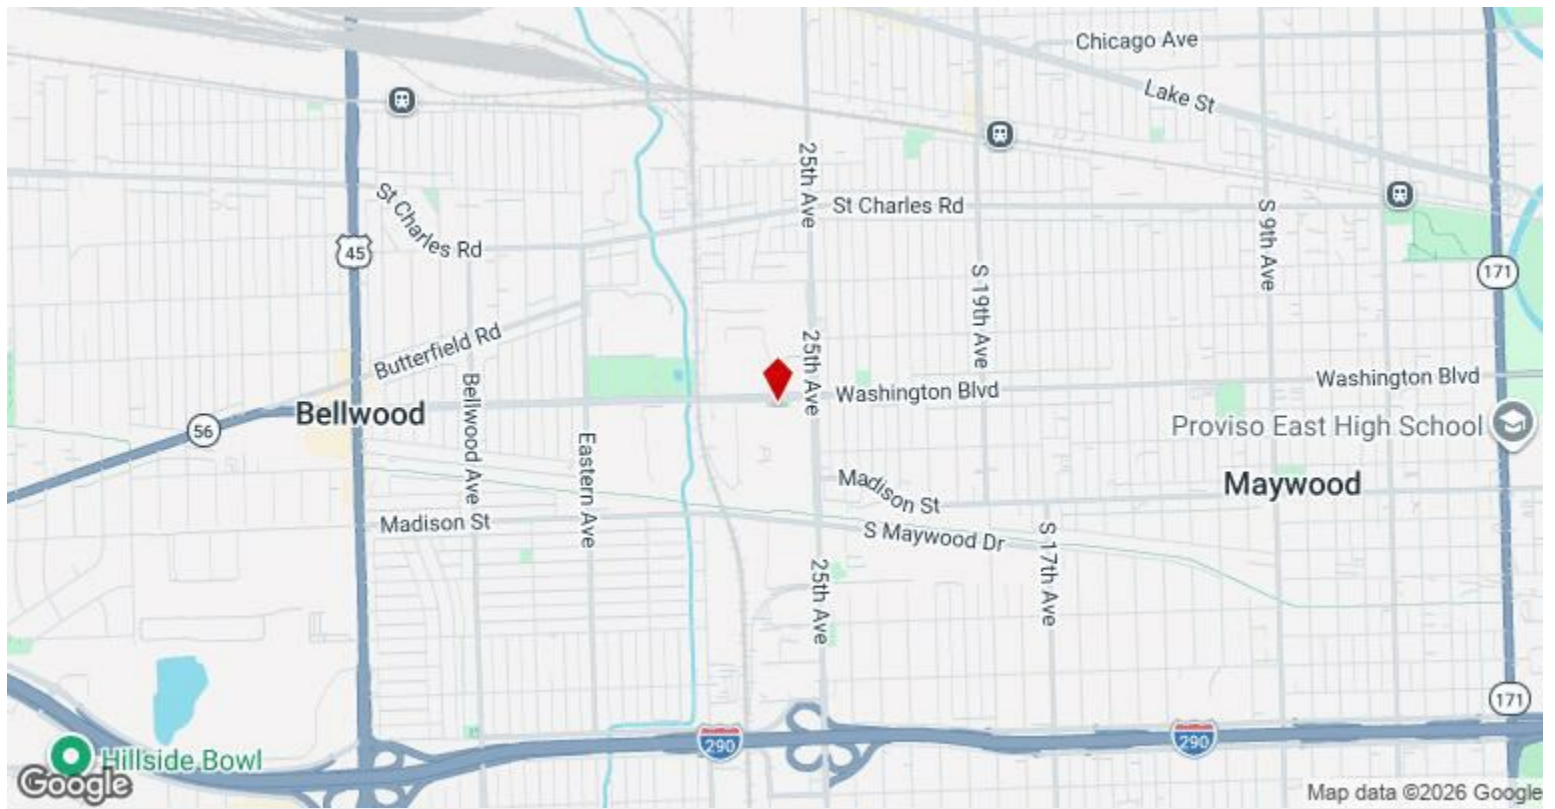 Chicago Ave
Lake St
25th Ave
St Charles Rd
St Charles Rd
S 9th Ave
45
171
S 19th Ave
Butterfield Rd
25th Ave
Bellwood Ave
Washington Blvd
Washington Blvd
Bellwood
56
Proviso East High School
Eastern Ave
Madison St
Maywood
Madison St
S Maywood Dr
S 17th Ave
25th Ave
171
290
290
Hillside Bowl
Google
Map data ©2026 Google